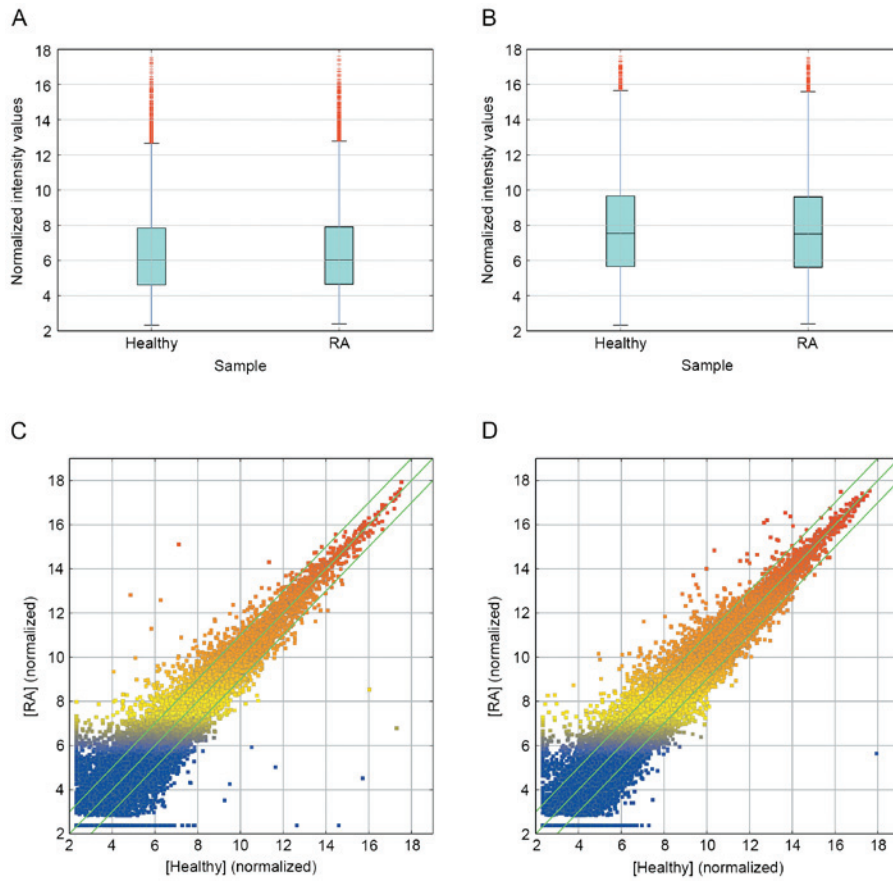 A
18
16
14
12
10
8
6
4
2
Normalized intensity values
Healthy RA
Sample
B
18
16
14
12
10
8
6
4
2
Normalized intensity values
Healthy RA
Sample
C
18
16
14
12
10
8
6
4
2
[RA] (normalized)
2 4 6 8 10 12 14 16 18
[Healthy] (normalized)
D
18
16
14
12
10
8
6
4
2
[RA] (normalized)
2 4 6 8 10 12 14 16 18
[Healthy] (normalized)